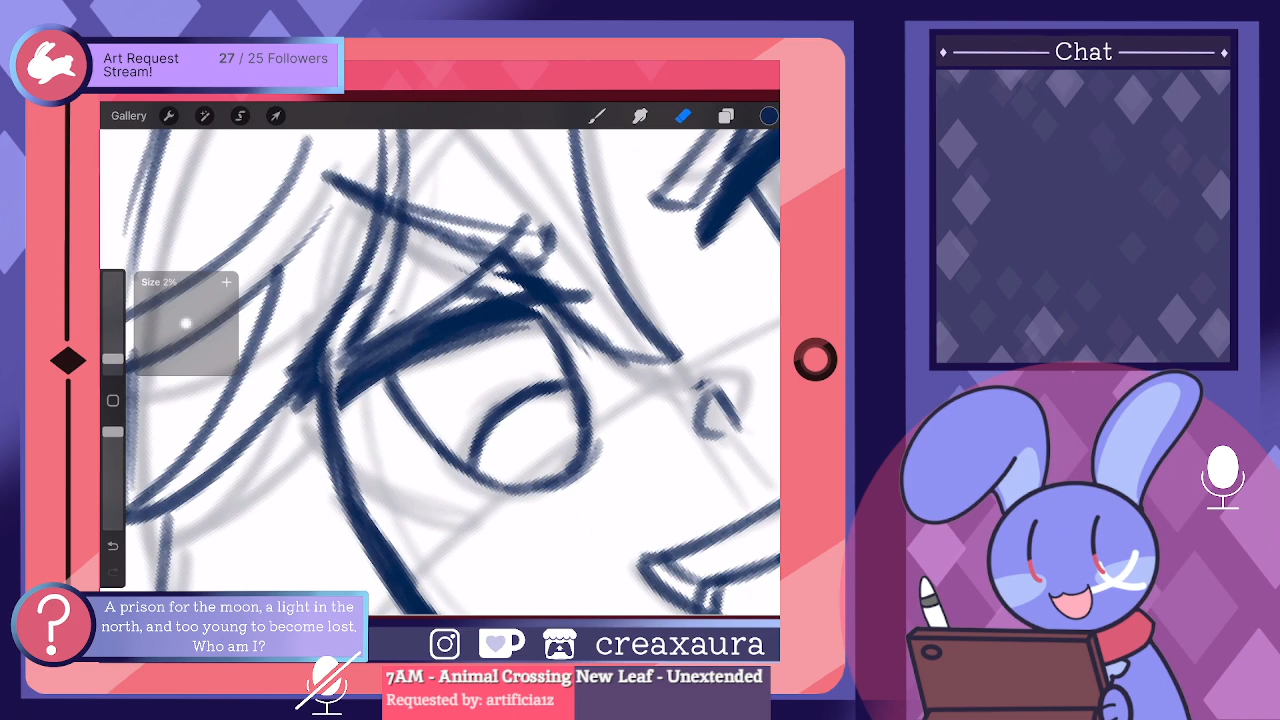 Art Request
Stream!
27 / 25 Followers
Chat
Gallery
Size 2%
A prison for the moon, a light in the
north, and too young to become lost.
Who am I?
creaxaura
7AM - Animal Crossing New Leaf - Unextended
Requested by: artificia1z